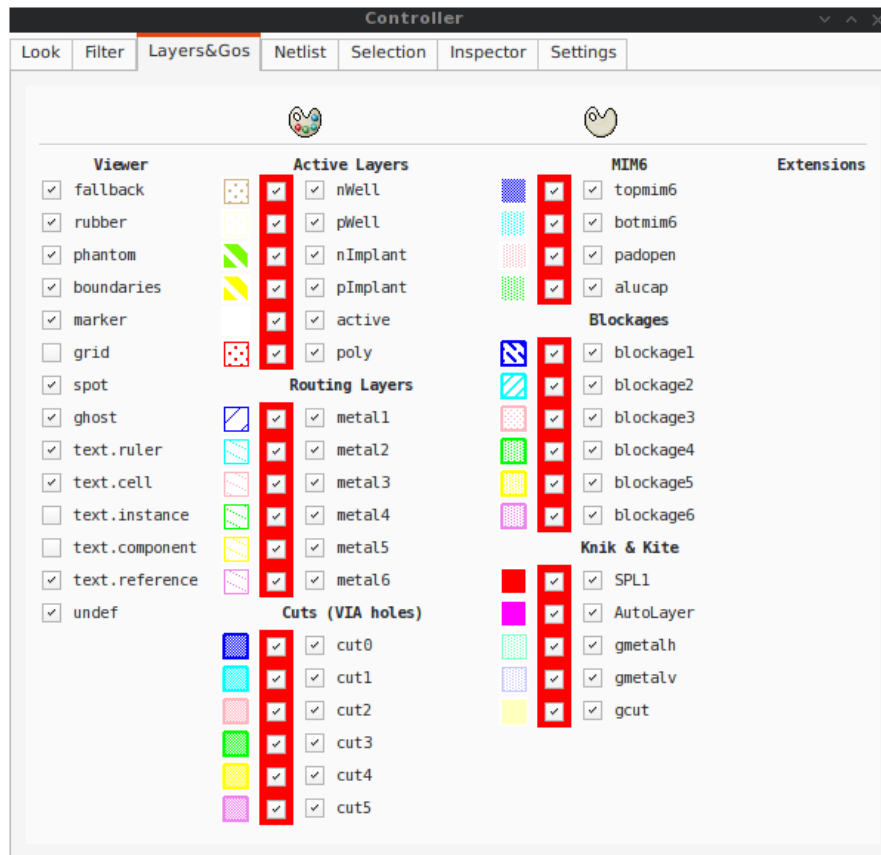 Controller
Look Filter Layers&Gos Netlist Selection Inspector Settings
Viewer Active Layers MIM6 Extensions
fallback nWell topmim6
rubber pWell botmim6
phantom nImplant padopen
boundaries pImplant alucap
marker active Blockages
grid poly blockage1
spot Routing Layers blockage2
ghost metal1 blockage3
text.ruler metal2 blockage4
text.cell metal3 blockage5
text.instance metal4 blockage6
text.component metal5 Knik & Kite
text.reference metal6 SPL1
undef Cuts (VIA holes) AutoLayer
cut0 gmetalh
cut1 gmetalv
cut2 gcut
cut3
cut4
cut5